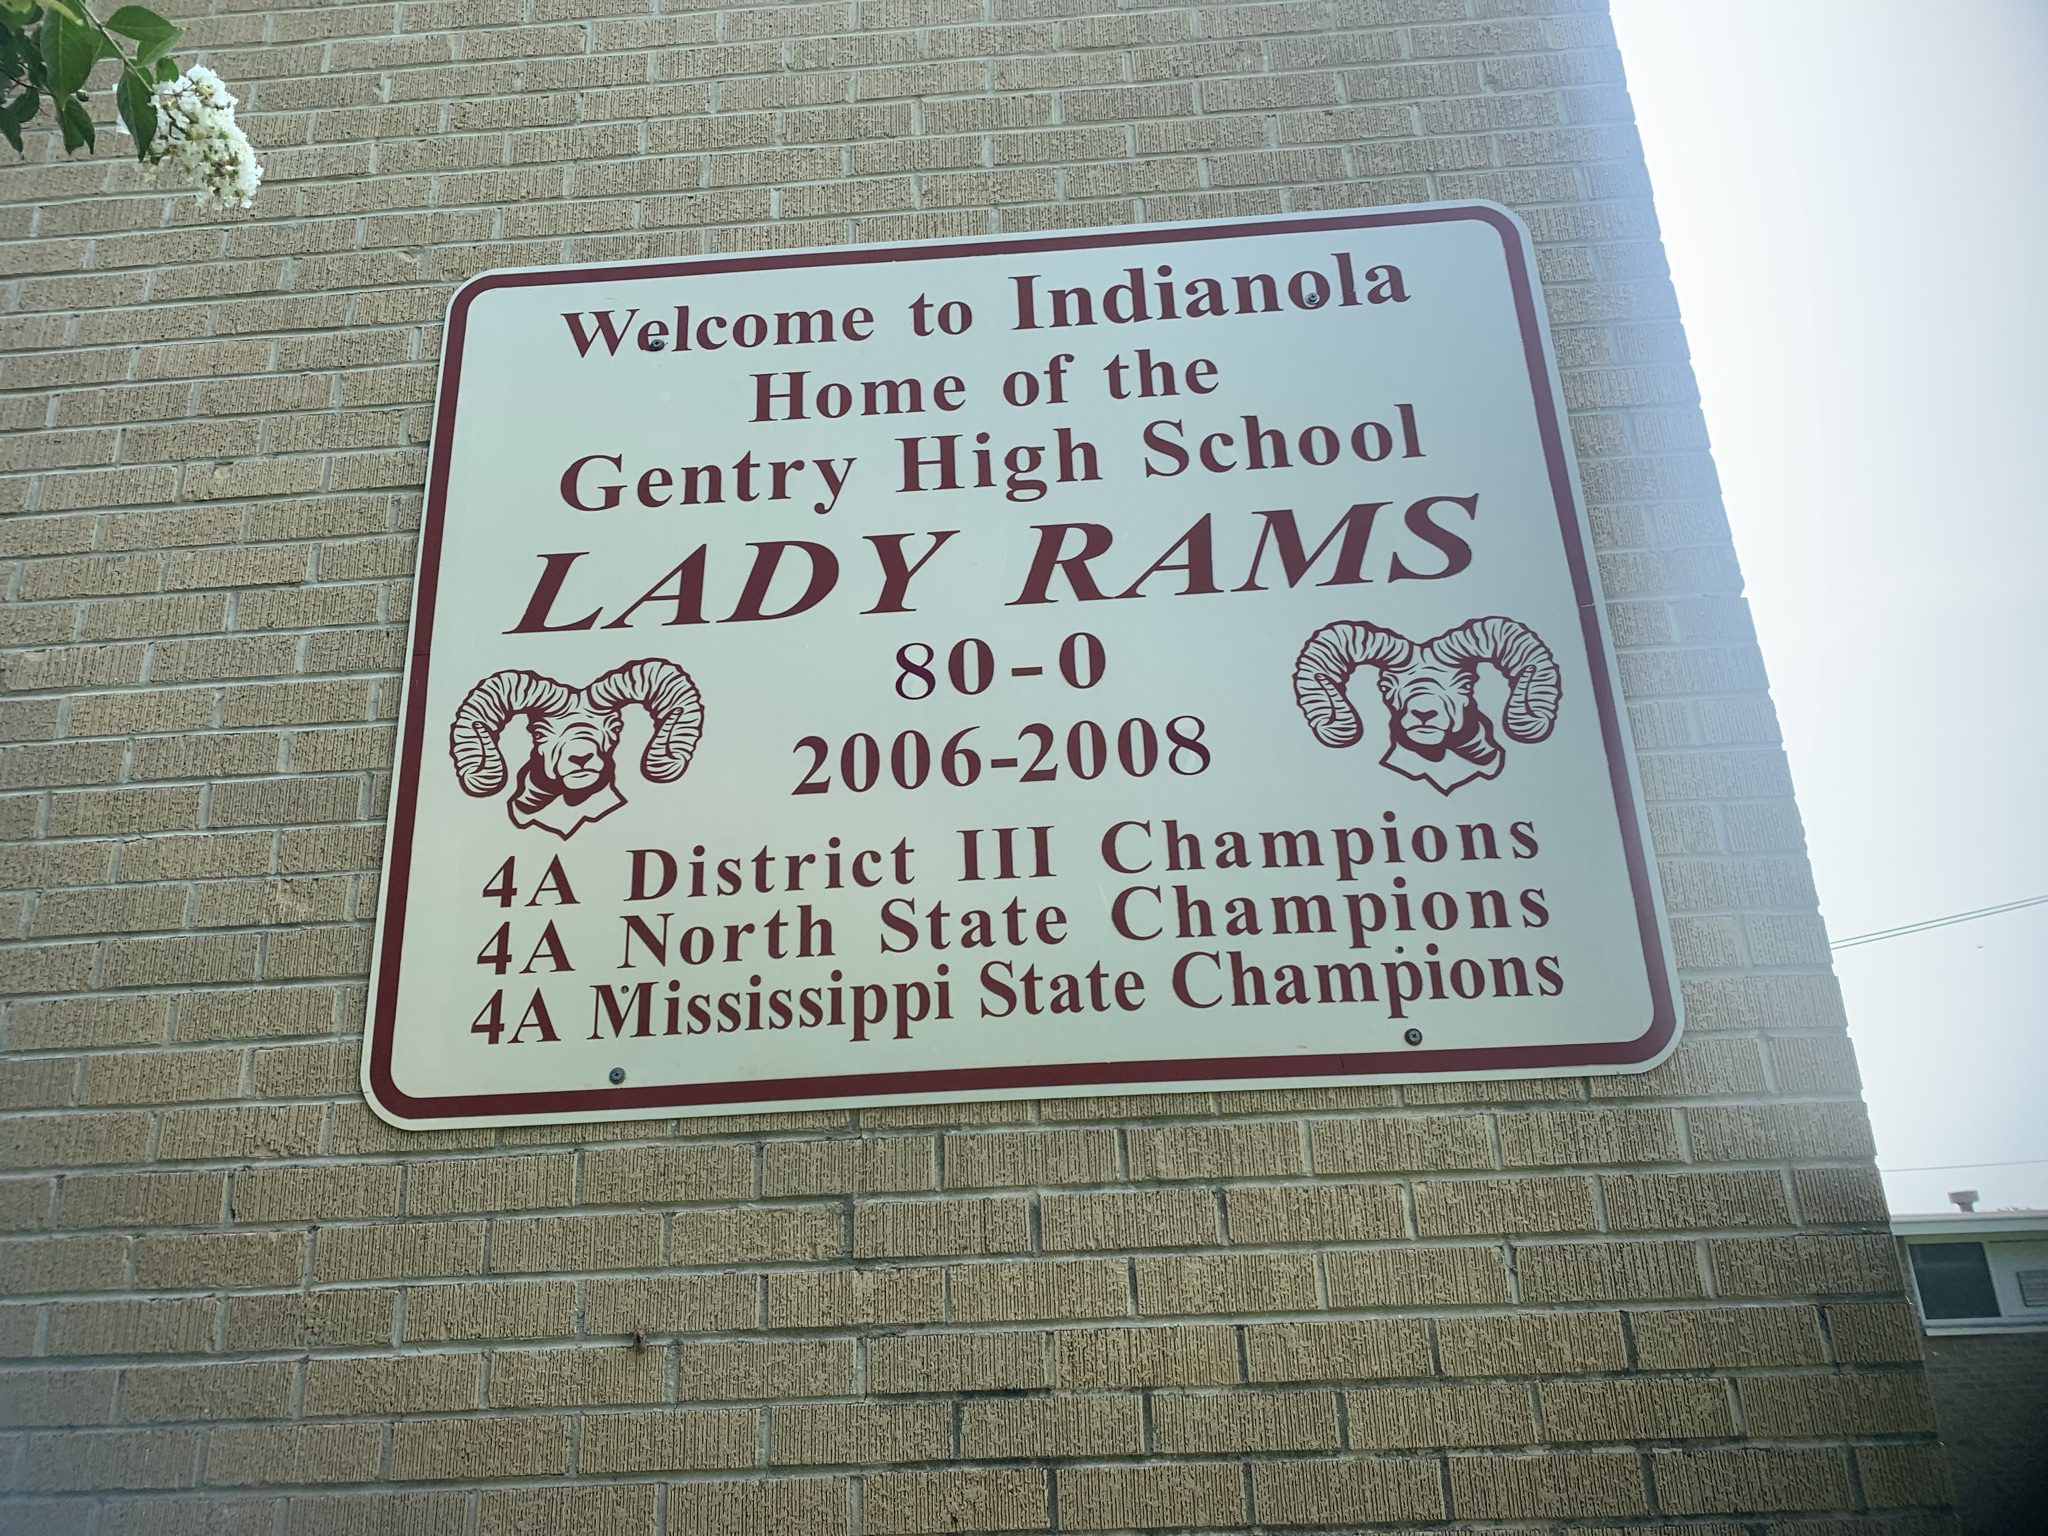 Welcome to Indianola
Home of the
Gentry High School
LADY RAMS
80-0
2006-2008
4A District III Champions
4A North State Champions
4A Mississippi State Champions